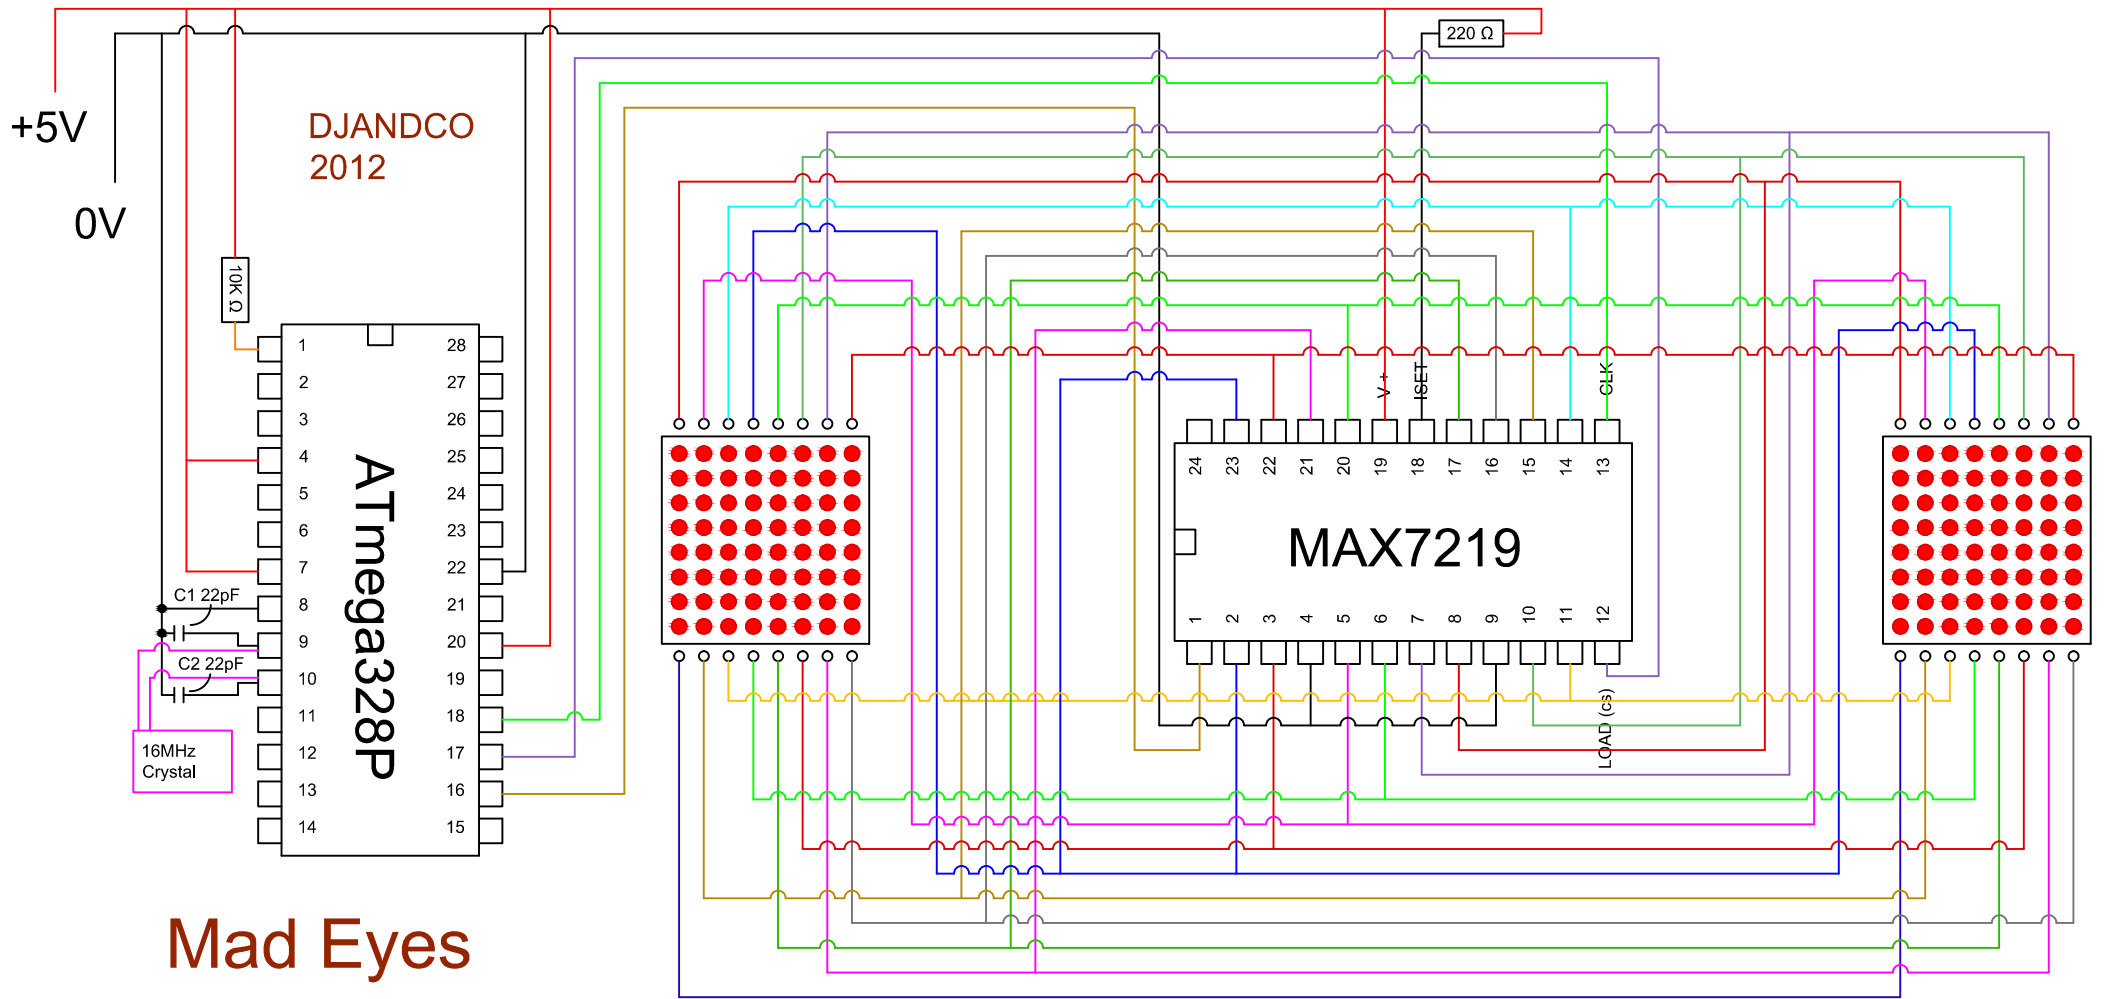 +5V
0V
DJANDCO
2012
220 Ω
10K Ω
1
2
3
4
5
6
7
8
9
10
11
12
13
14
28
27
26
25
24
23
22
21
20
19
18
17
16
15
ATmega328P
C1 22pF
C2 22pF
16MHz
Crystal
V +
ISET
CLK
24 23 22 21 20 19 18 17 16 15 14 13
MAX7219
1 2 3 4 5 6 7 8 9 10 11 12
LOAD (cs)
Mad Eyes